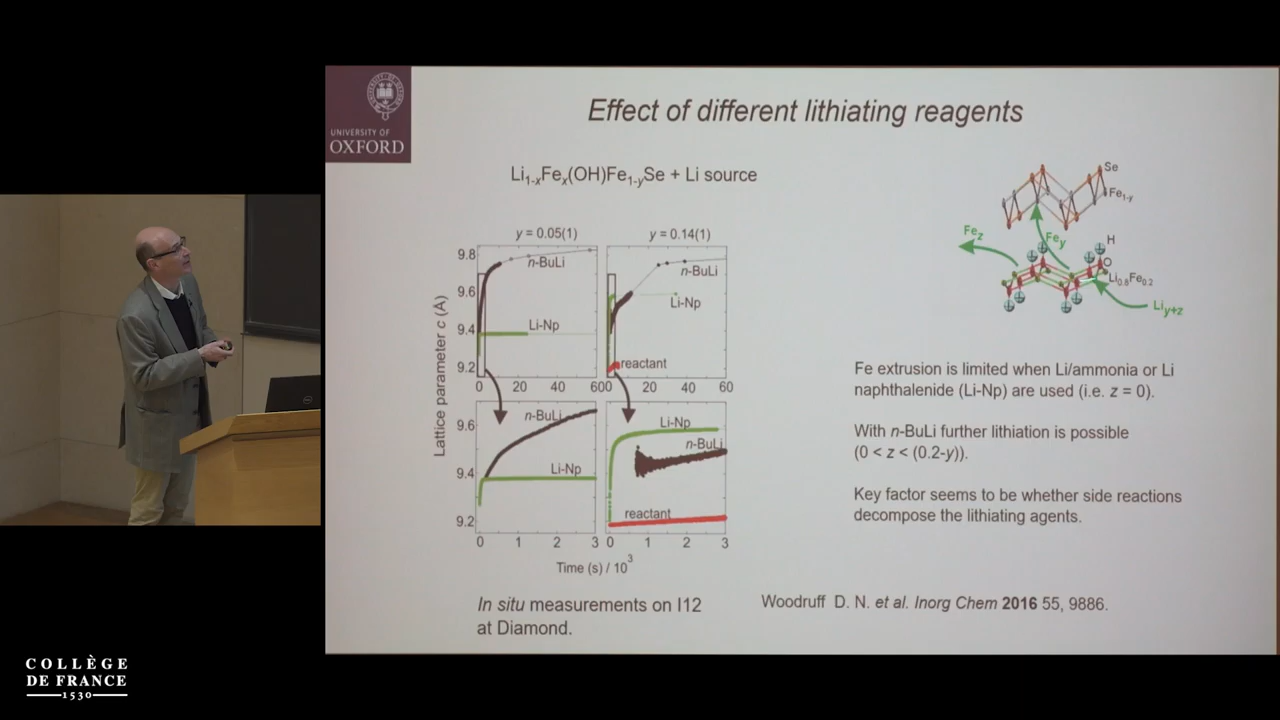 UNIVERSITY OF
OXFORD
Effect of different lithiating reagents
Li1-xFex(OH)Fe1-ySe + Li source
y = 0.05(1)
y = 0.14(1)
9.8
9.6
9.4
9.2
n-BuLi
Li-Np
n-BuLi
Li-Np
reactant
0 20 40 60
0 20 40 60
Lattice parameter c (Å)
9.6
9.4
9.2
n-BuLi
Li-Np
Li-Np
n-BuLi
reactant
0 1 2 3
0 1 2 3
Time (s) / 10^3
In situ measurements on I12
at Diamond.
Se
Fe1-y
Fez
Fey
H
O
Li0.8Fe0.2
Liy+z
Fe extrusion is limited when Li/ammonia or Li
naphthalenide (Li-Np) are used (i.e. z = 0).
With n-BuLi further lithiation is possible
(0 < z < (0.2-y)).
Key factor seems to be whether side reactions
decompose the lithiating agents.
Woodruff D. N. et al. Inorg Chem 2016 55, 9886.
COLLÈGE
DE FRANCE
1530